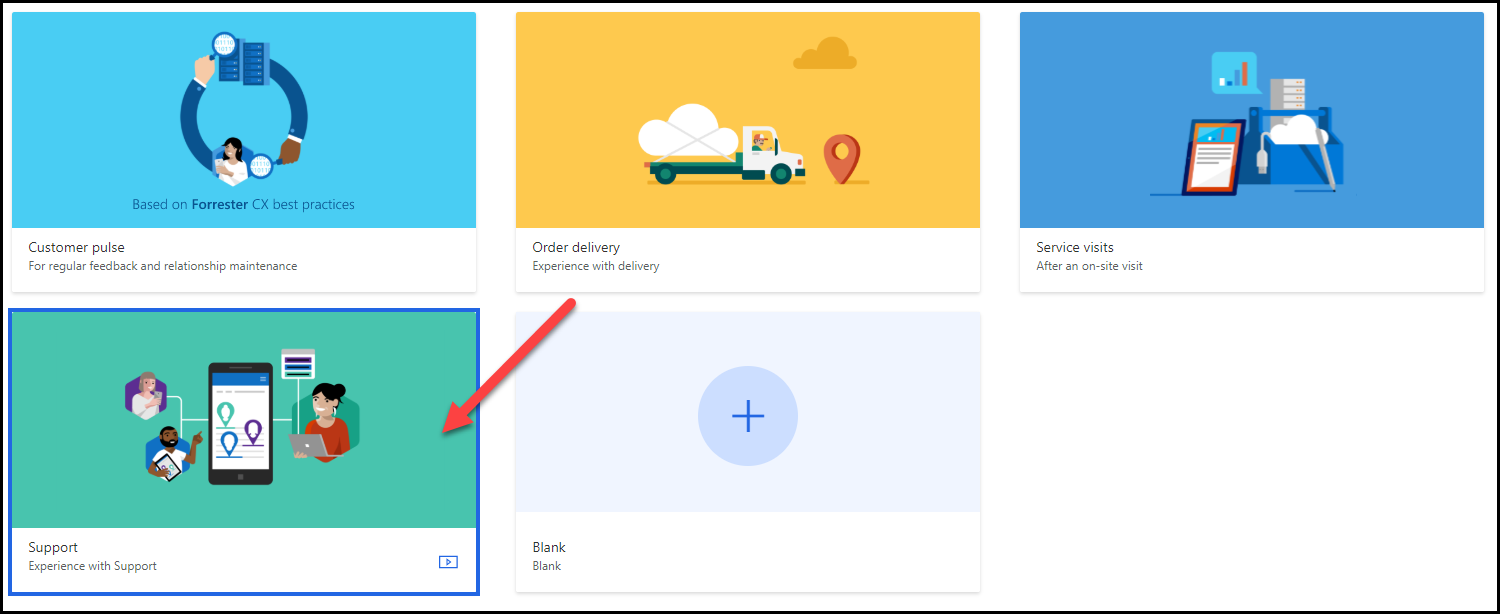 Based on Forrester CX best practices
Customer pulse
For regular feedback and relationship maintenance
Order delivery
Experience with delivery
Service visits
After an on-site visit
Support
Experience with Support
Blank
Blank